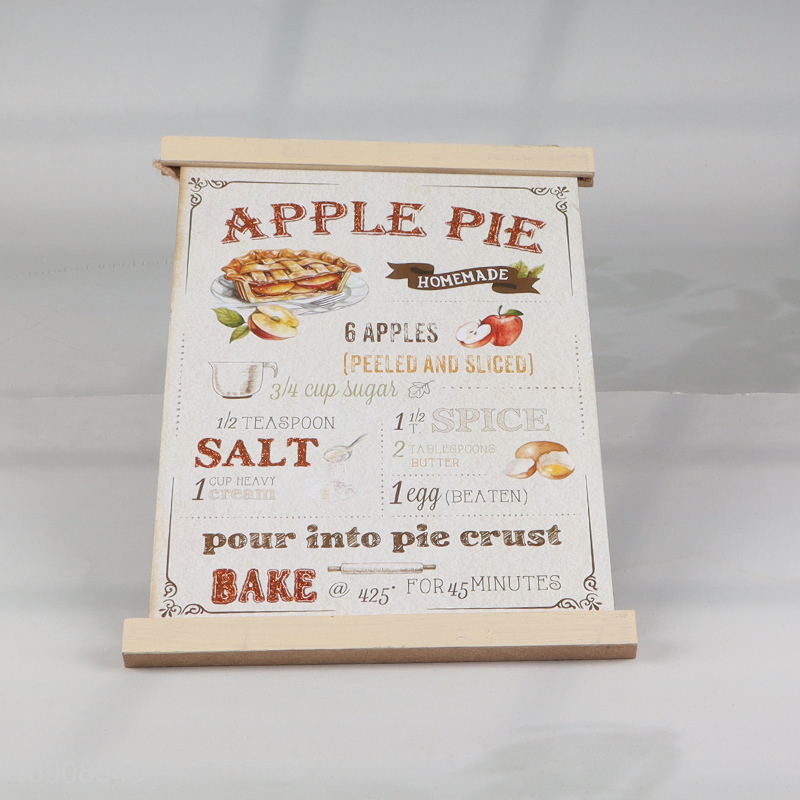 APPLE PIE
HOMEMADE
6 APPLES
(PEELED AND SLICED)
3/4 cup sugar
1/2 TEASPOON
SALT
1 CUP HEAVY
cream
1 1/2 T. SPICE
2 TABLESPOONS
BUTTER
1 egg (BEATEN)
pour into pie crust
BAKE @ 425° FOR 45 MINUTES